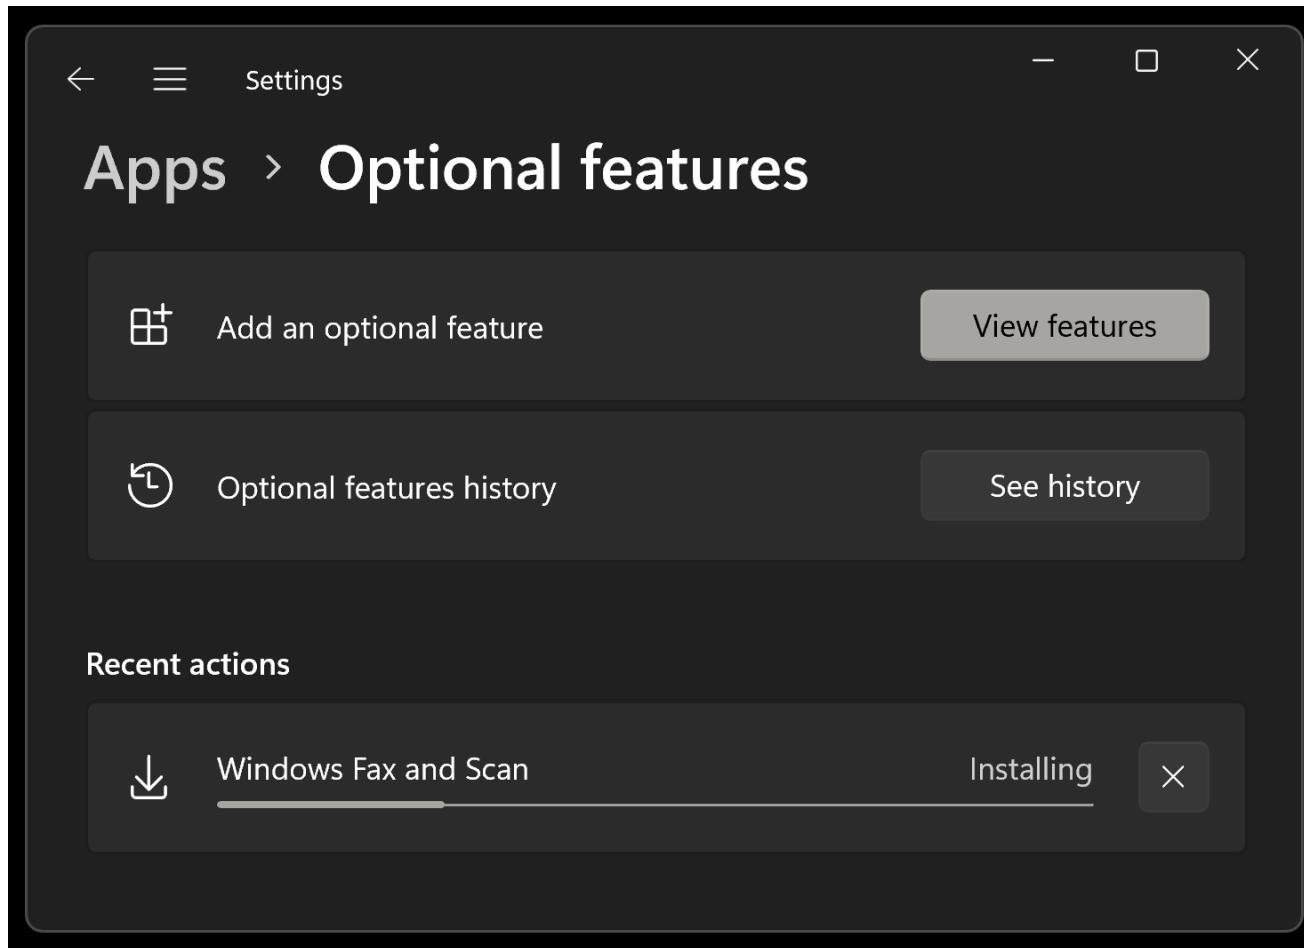 Settings
Apps > Optional features
Add an optional feature
View features
Optional features history
See history
Recent actions
Windows Fax and Scan
Installing